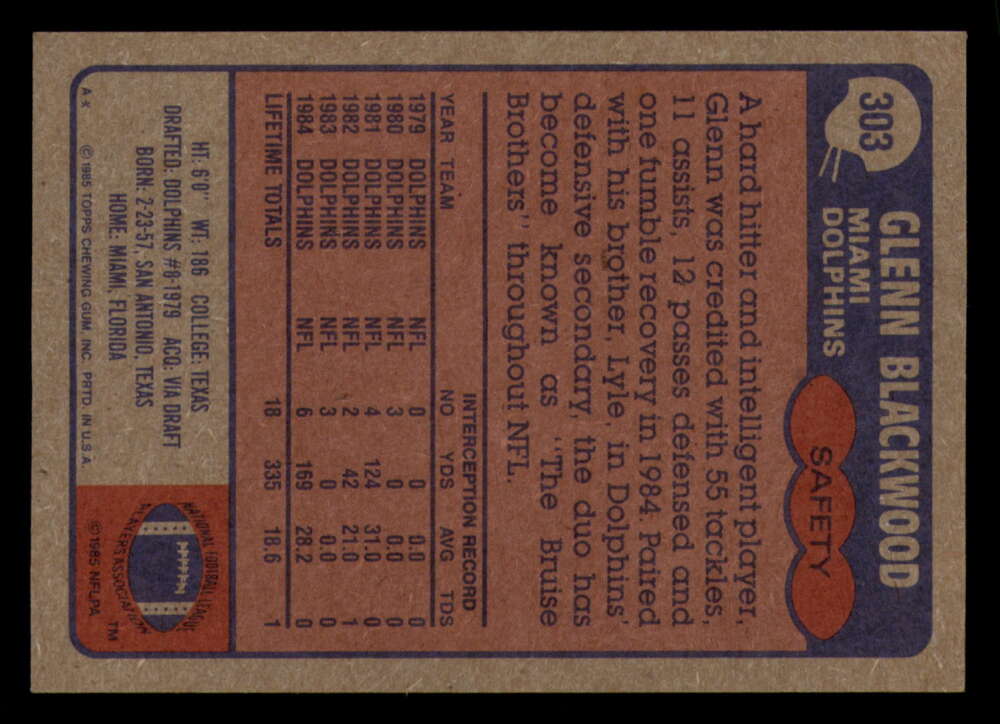 303
GLENN BLACKWOOD
MIAMI
DOLPHINS
SAFETY
A hard hitter and intelligent player,
Glenn was credited with 55 tackles,
11 assists, 12 passes defensed and
one fumble recovery in 1984. Paired
with his brother, Lyle, in Dolphins'
defensive secondary, the duo has
become known as "The Bruise
Brothers" throughout NFL.
INTERCEPTION RECORD
YEAR TEAM NO YDS AVG TDS
1979 DOLPHINS NFL 0 0 0.0 0
1980 DOLPHINS NFL 3 0 0.0 0
1981 DOLPHINS NFL 4 124 31.0 0
1982 DOLPHINS NFL 2 42 21.0 1
1983 DOLPHINS NFL 3 0 0.0 0
1984 DOLPHINS NFL 6 169 28.2 0
LIFETIME TOTALS 18 335 18.6 1
HT: 6'0" WT: 186 COLLEGE: TEXAS
DRAFTED: DOLPHINS #8-1979 ACQ: VIA DRAFT
BORN: 2-23-57, SAN ANTONIO, TEXAS
HOME: MIAMI, FLORIDA
A★ © 1985 TOPPS CHEWING GUM, INC. PRTD. IN U.S.A.
NATIONAL FOOTBALL LEAGUE
PLAYERS ASSOCIATION
TM
©1985 NFLPA